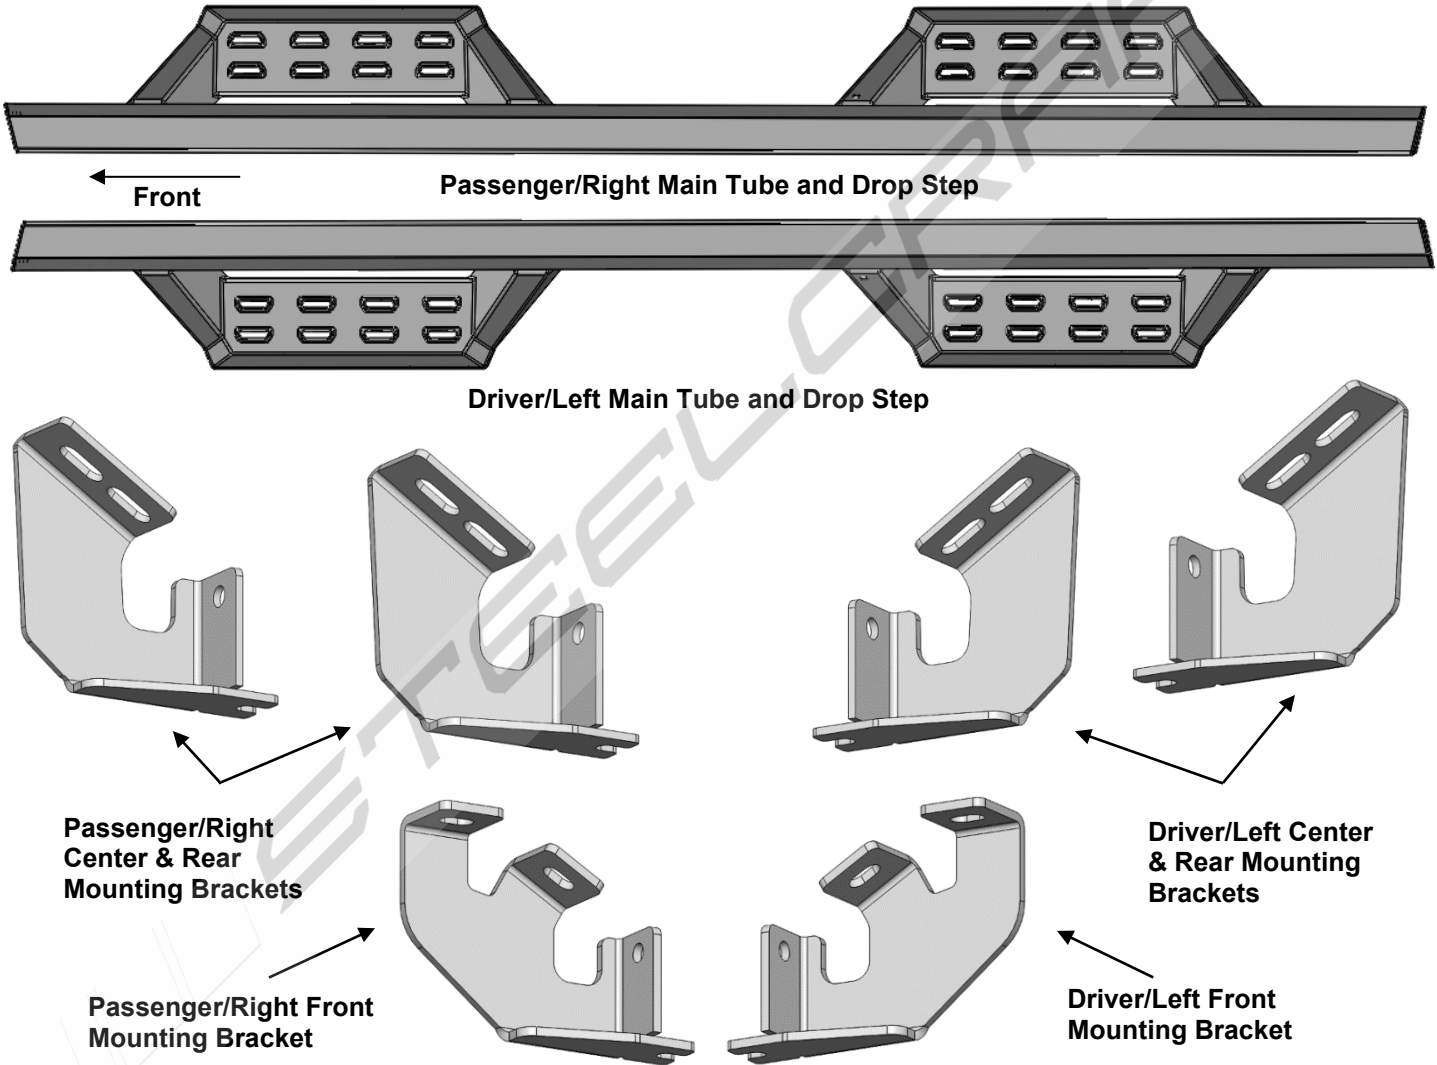 Front
Passenger/Right Main Tube and Drop Step
Driver/Left Main Tube and Drop Step
Passenger/Right
Center & Rear
Mounting Brackets
Driver/Left Center
& Rear Mounting
Brackets
Passenger/Right Front
Mounting Bracket
Driver/Left Front
Mounting Bracket
STEELCRAF